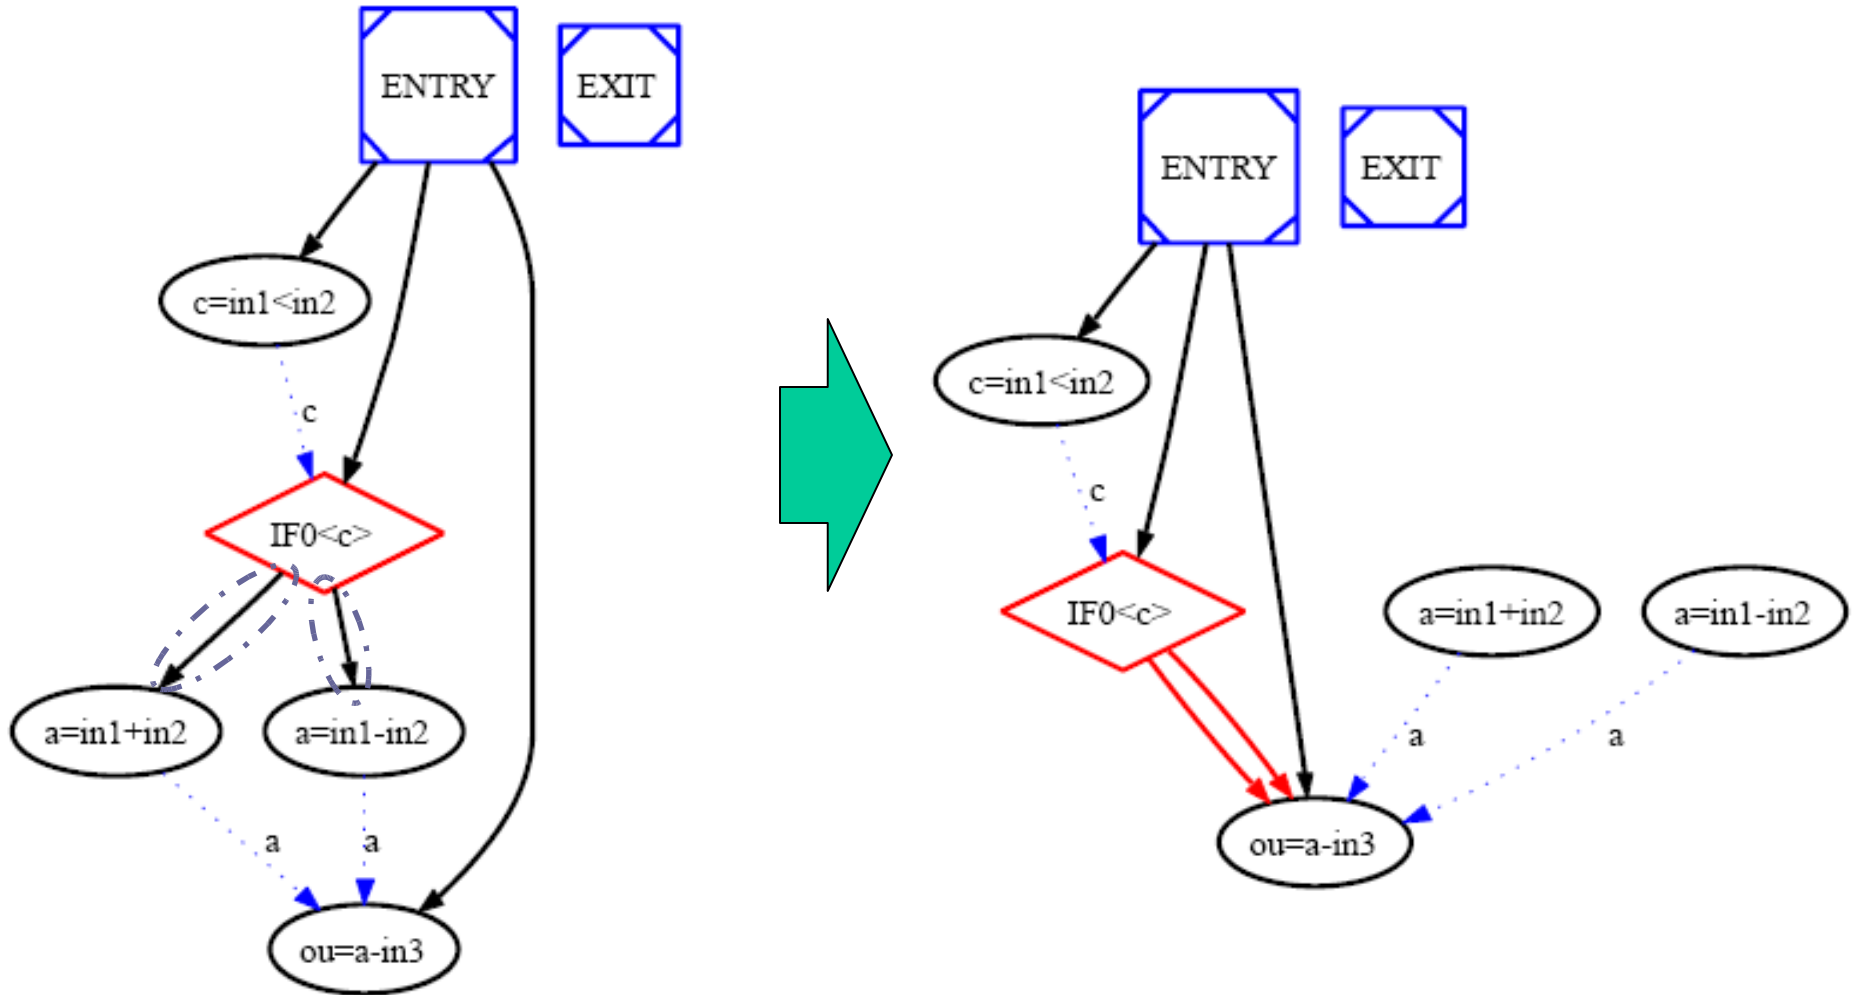 ENTRY
EXIT
c=in1<in2
c
IF0<c>
a=in1+in2
a=in1-in2
a
a
ou=a-in3
ENTRY
EXIT
c=in1<in2
c
IF0<c>
a=in1+in2
a=in1-in2
a
a
ou=a-in3